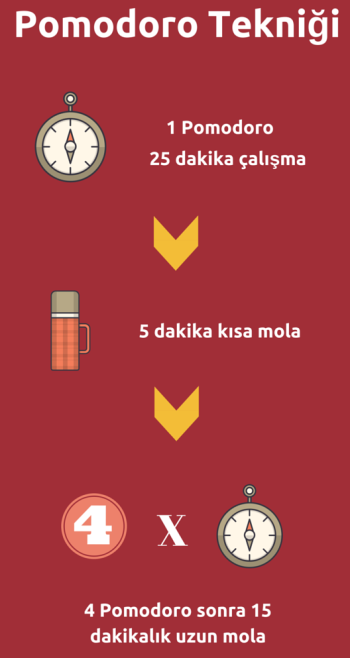 Pomodoro Tekniği
1 Pomodoro
25 dakika çalışma
5 dakika kısa mola
4 X
4 Pomodoro sonra 15
dakikalık uzun mola